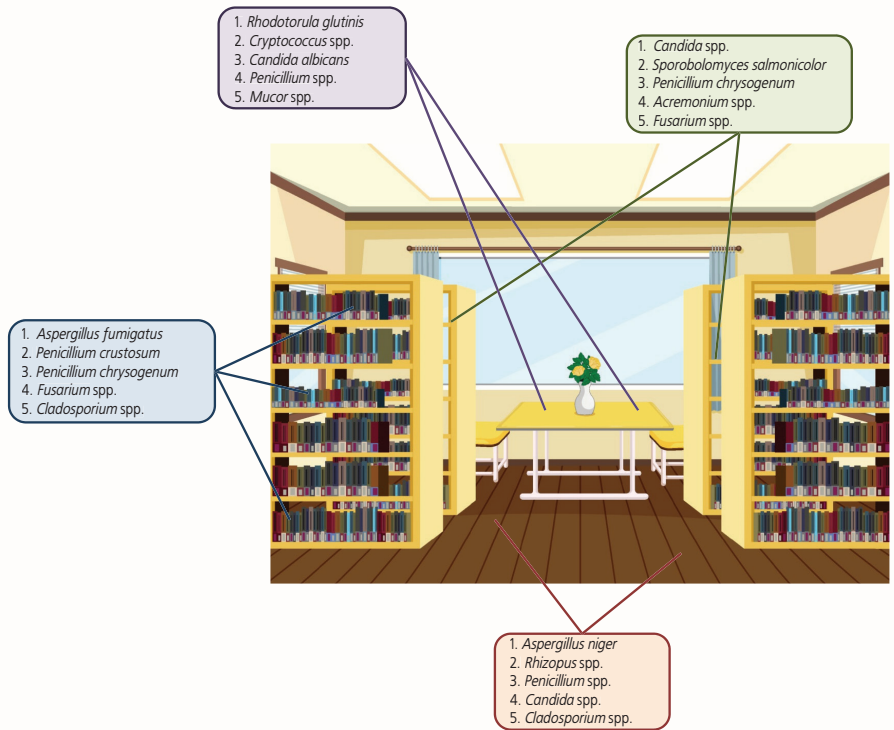 1. Rhodotorula glutinis
2. Cryptococcus spp.
3. Candida albicans
4. Penicillium spp.
5. Mucor spp.
1. Candida spp.
2. Sporobolomyces salmonicolor
3. Penicillium chrysogenum
4. Acremonium spp.
5. Fusarium spp.
1. Aspergillus fumigatus
2. Penicillium crustosum
3. Penicillium chrysogenum
4. Fusarium spp.
5. Cladosporium spp.
1. Aspergillus niger
2. Rhizopus spp.
3. Penicillium spp.
4. Candida spp.
5. Cladosporium spp.